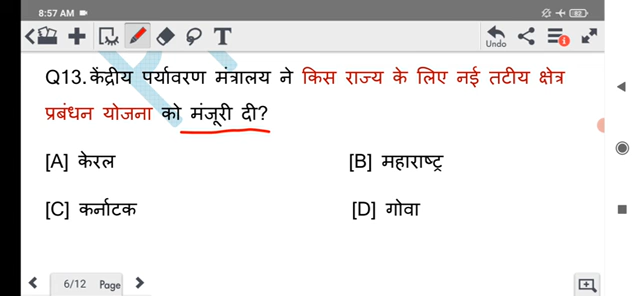 8:57 AM
82
Undo
Q13. केंद्रीय पर्यावरण मंत्रालय ने किस राज्य के लिए नई तटीय क्षेत्र
प्रबंधन योजना को मंजूरी दी?
[A] केरल
[B] महाराष्ट्र
[C] कर्नाटक
[D] गोवा
6/12 Page